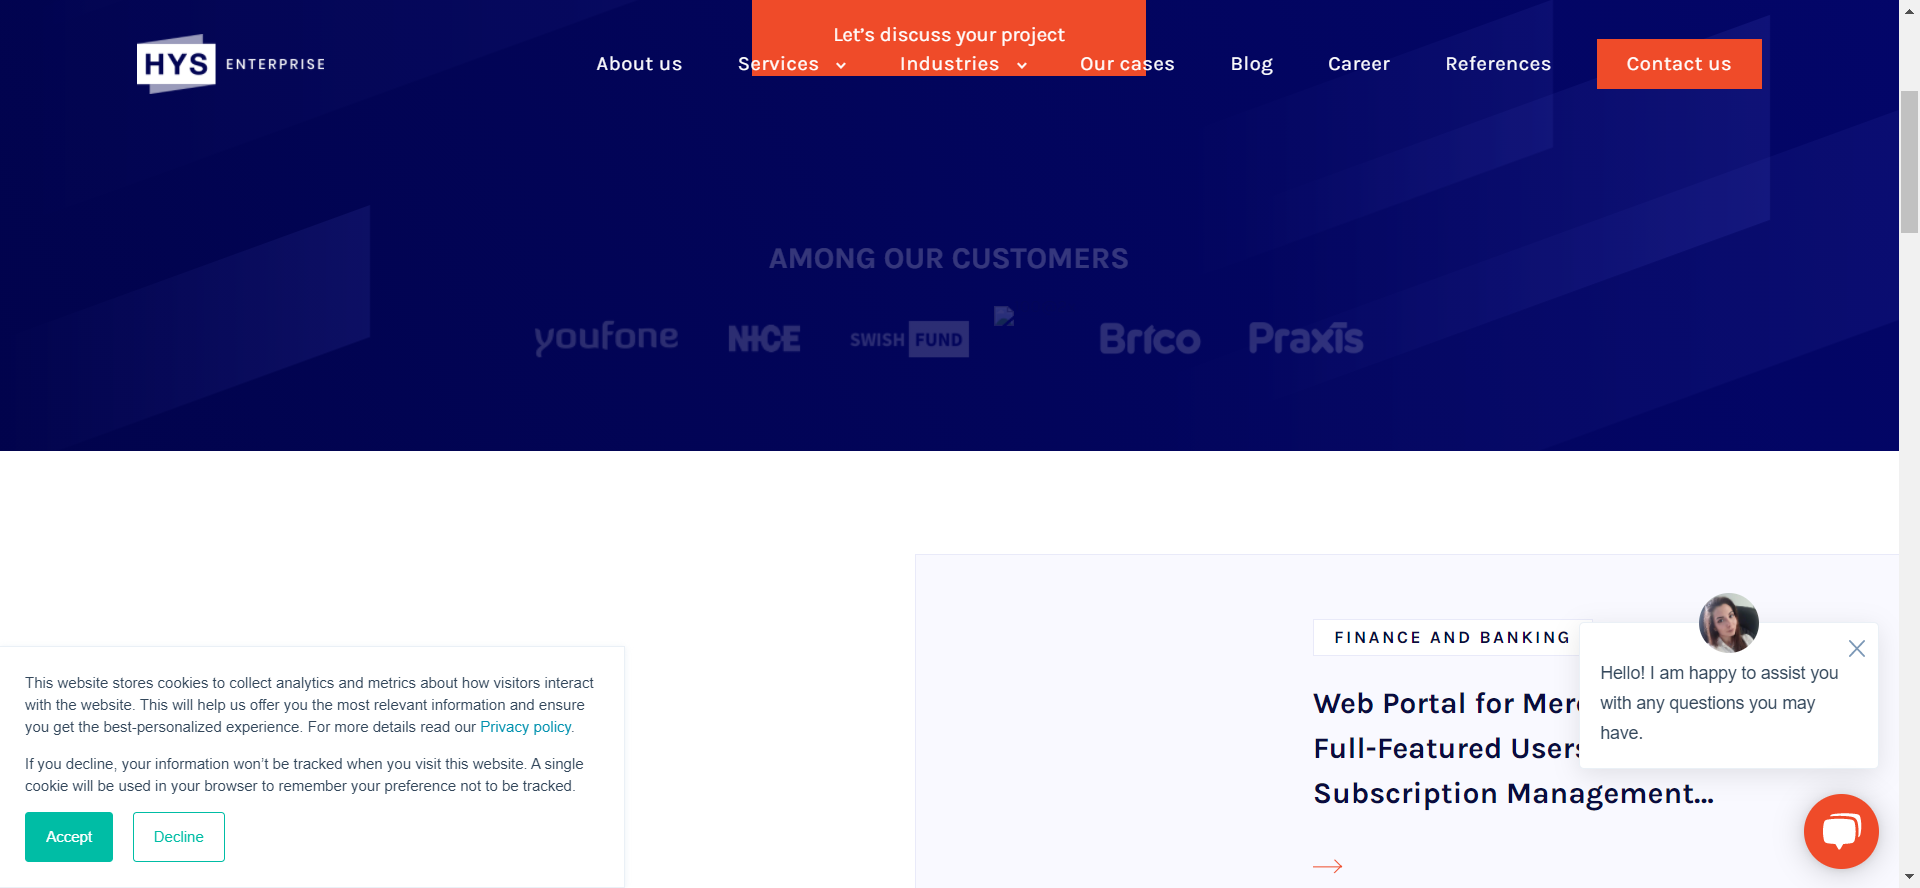 Let's discuss your project
HYS ENTERPRISE
About us
Services
Industries
Our cases
Blog
Career
References
Contact us
AMONG OUR CUSTOMERS
youfone
NICE
SWISH FUND
Brico
Praxis
FINANCE AND BANKING
Web Portal for Mer
Full-Featured Users
Subscription Management...
Hello! I am happy to assist you
with any questions you may
have.
This website stores cookies to collect analytics and metrics about how visitors interact
with the website. This will help us offer you the most relevant information and ensure
you get the best-personalized experience. For more details read our Privacy policy.
If you decline, your information won't be tracked when you visit this website. A single
cookie will be used in your browser to remember your preference not to be tracked.
Accept
Decline